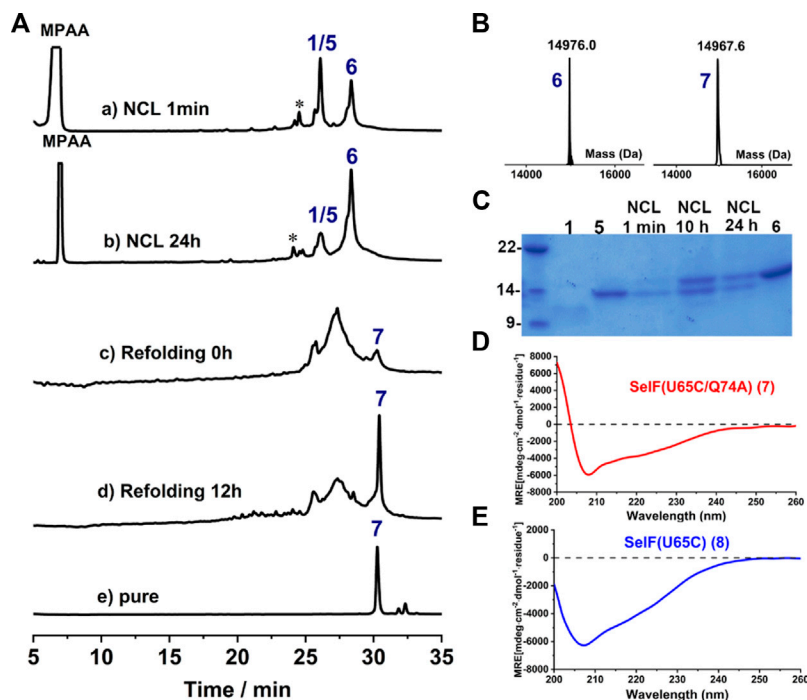 A
MPAA
1/5
6
*
a) NCL 1min
MPAA
6
1/5
*
b) NCL 24h
7
c) Refolding 0h
7
d) Refolding 12h
7
e) pure
5 10 15 20 25 30 35
Time / min
B
14976.0 14967.6
6 7
Mass (Da) Mass (Da)
14000 16000 14000 16000
C
NCL NCL NCL
1 5 1 min 10 h 24 h 6
22-
14-
9-
D
8000
6000
4000
2000
0
-2000
-4000
-6000
-8000
MRE[mdeg·cm⁻²·dmol⁻¹·residue⁻¹]
SelF(U65C/Q74A) (7)
200 210 220 230 240 250 260
Wavelength (nm)
E
2000
0
-2000
-4000
-6000
-8000
MRE[mdeg·cm⁻²·dmol⁻¹·residue⁻¹]
SelF(U65C) (8)
200 210 220 230 240 250 260
Wavelength (nm)